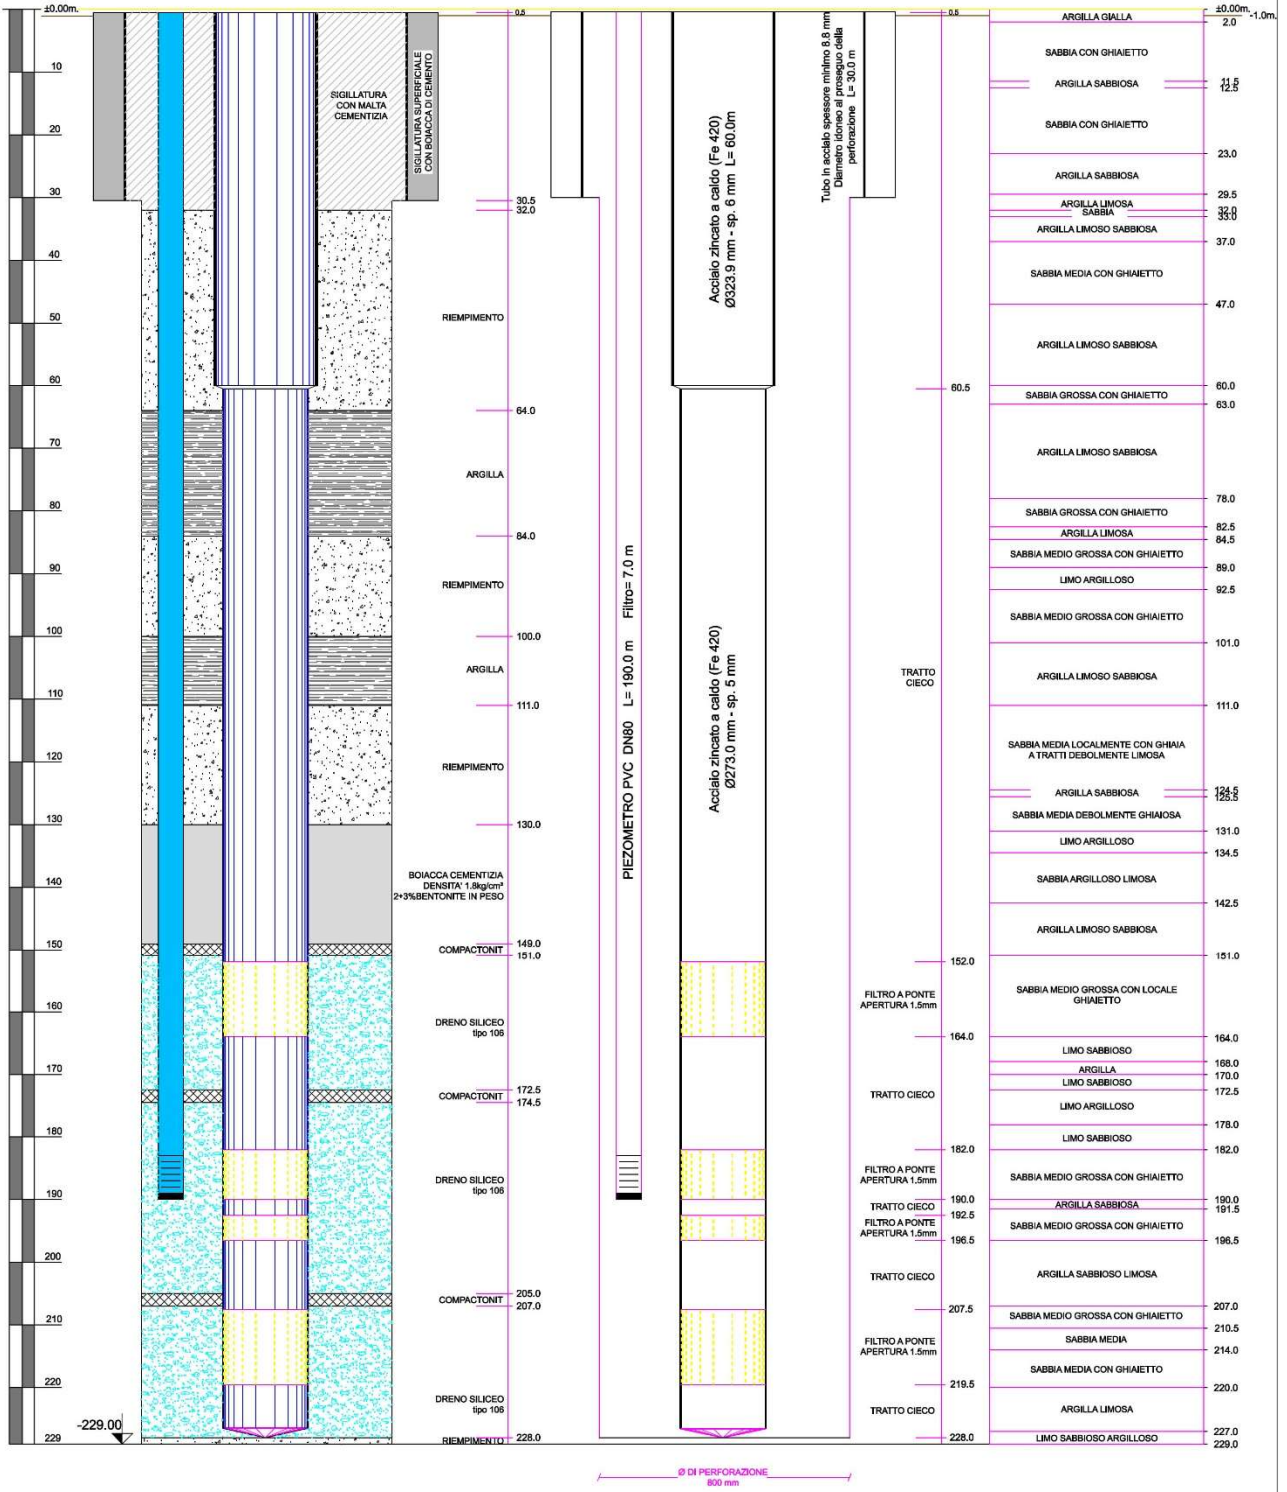 ±0.00m.
10
20
30
40
50
60
70
80
90
100
110
120
130
140
150
160
170
180
190
200
210
220
229
-229.00
SIGILLATURA
CON MALTA
CEMENTIZIA
SIGILLATURA SUPERFICIALE
CON BOIACCA DI CEMENTO
RIEMPIMENTO
ARGILLA
RIEMPIMENTO
ARGILLA
RIEMPIMENTO
BOIACCA CEMENTIZIA
DENSITA' 1.8kg/cm³
2÷3%BENTONITE IN PESO
COMPACTONIT
DRENO SILICEO
tipo 106
COMPACTONIT
DRENO SILICEO
tipo 106
COMPACTONIT
DRENO SILICEO
tipo 106
RIEMPIMENTO
0.5
30.5
32.0
64.0
84.0
100.0
111.0
130.0
149.0
151.0
172.5
174.5
205.0
207.0
228.0
PIEZOMETRO PVC DN80 L= 190.0 m Filtro= 7.0 m
Acciaio zincato a caldo (Fe 420)
Ø323.9 mm - sp. 6 mm L= 60.0m
Acciaio zincato a caldo (Fe 420)
Ø273.0 mm - sp. 5 mm
Tubo in acciaio spessore minimo 8.8 mm
Diametro idoneo al proseguo della
perforazione L= 30.0 m
Ø DI PERFORAZIONE
800 mm
TRATTO
CIECO
FILTRO A PONTE
APERTURA 1.5mm
TRATTO CIECO
FILTRO A PONTE
APERTURA 1.5mm
TRATTO CIECO
FILTRO A PONTE
APERTURA 1.5mm
TRATTO CIECO
FILTRO A PONTE
APERTURA 1.5mm
TRATTO CIECO
0.5
60.5
152.0
164.0
182.0
190.0
192.5
196.5
207.5
219.5
228.0
ARGILLA GIALLA
SABBIA CON GHIAIETTO
ARGILLA SABBIOSA
SABBIA CON GHIAIETTO
ARGILLA SABBIOSA
ARGILLA LIMOSA
SABBIA
ARGILLA LIMOSO SABBIOSA
SABBIA MEDIA CON GHIAIETTO
ARGILLA LIMOSO SABBIOSA
SABBIA GROSSA CON GHIAIETTO
ARGILLA LIMOSO SABBIOSA
SABBIA GROSSA CON GHIAIETTO
ARGILLA LIMOSA
SABBIA MEDIO GROSSA CON GHIAIETTO
LIMO ARGILLOSO
SABBIA MEDIO GROSSA CON GHIAIETTO
ARGILLA LIMOSO SABBIOSA
SABBIA MEDIA LOCALMENTE CON GHIAIA
A TRATTI DEBOLMENTE LIMOSA
ARGILLA SABBIOSA
SABBIA MEDIA DEBOLMENTE GHIAIOSA
LIMO ARGILLOSO
SABBIA ARGILLOSO LIMOSA
ARGILLA LIMOSO SABBIOSA
SABBIA MEDIO GROSSA CON LOCALE
GHIAIETTO
LIMO SABBIOSO
ARGILLA
LIMO SABBIOSO
LIMO ARGILLOSO
LIMO SABBIOSO
SABBIA MEDIO GROSSA CON GHIAIETTO
ARGILLA SABBIOSA
SABBIA MEDIO GROSSA CON GHIAIETTO
ARGILLA SABBIOSO LIMOSA
SABBIA MEDIO GROSSA CON GHIAIETTO
SABBIA MEDIA
SABBIA MEDIA CON GHIAIETTO
ARGILLA LIMOSA
LIMO SABBIOSO ARGILLOSO
±0.00m.
-1.0m.
2.0
11.5
12.5
23.0
29.5
32.0
33.0
37.0
47.0
60.0
63.0
78.0
82.5
84.5
89.0
92.5
101.0
111.0
124.5
125.5
131.0
134.5
142.5
151.0
164.0
168.0
170.0
172.5
178.0
182.0
190.0
191.5
196.5
207.0
210.5
214.0
220.0
227.0
229.0